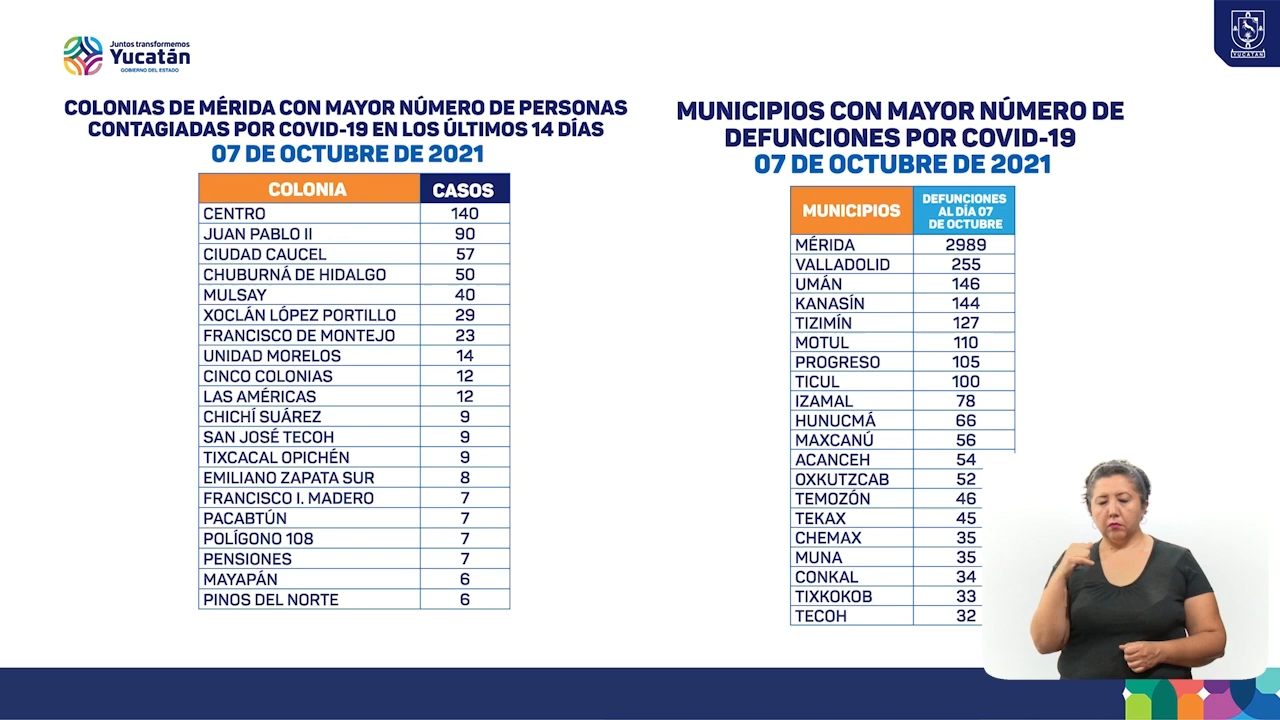 Juntos transformemos
Yucatán
GOBIERNO DEL ESTADO
YUCATÁN
COLONIAS DE MÉRIDA CON MAYOR NÚMERO DE PERSONAS
CONTAGIADAS POR COVID-19 EN LOS ÚLTIMOS 14 DÍAS
07 DE OCTUBRE DE 2021
COLONIA CASOS
CENTRO 140
JUAN PABLO II 90
CIUDAD CAUCEL 57
CHUBURNÁ DE HIDALGO 50
MULSAY 40
XOCLÁN LÓPEZ PORTILLO 29
FRANCISCO DE MONTEJO 23
UNIDAD MORELOS 14
CINCO COLONIAS 12
LAS AMÉRICAS 12
CHICHÍ SUÁREZ 9
SAN JOSÉ TECOH 9
TIXCACAL OPICHÉN 9
EMILIANO ZAPATA SUR 8
FRANCISCO I. MADERO 7
PACABTÚN 7
POLÍGONO 108 7
PENSIONES 7
MAYAPÁN 6
PINOS DEL NORTE 6
MUNICIPIOS CON MAYOR NÚMERO DE
DEFUNCIONES POR COVID-19
07 DE OCTUBRE DE 2021
MUNICIPIOS
DEFUNCIONES
AL DÍA 07
DE OCTUBRE
MÉRIDA 2989
VALLADOLID 255
UMÁN 146
KANASÍN 144
TIZIMÍN 127
MOTUL 110
PROGRESO 105
TICUL 100
IZAMAL 78
HUNUCMÁ 66
MAXCANÚ 56
ACANCEH 54
OXKUTZCAB 52
TEMOZÓN 46
TEKAX 45
CHEMAX 35
MUNA 35
CONKAL 34
TIXKOKOB 33
TECOH 32